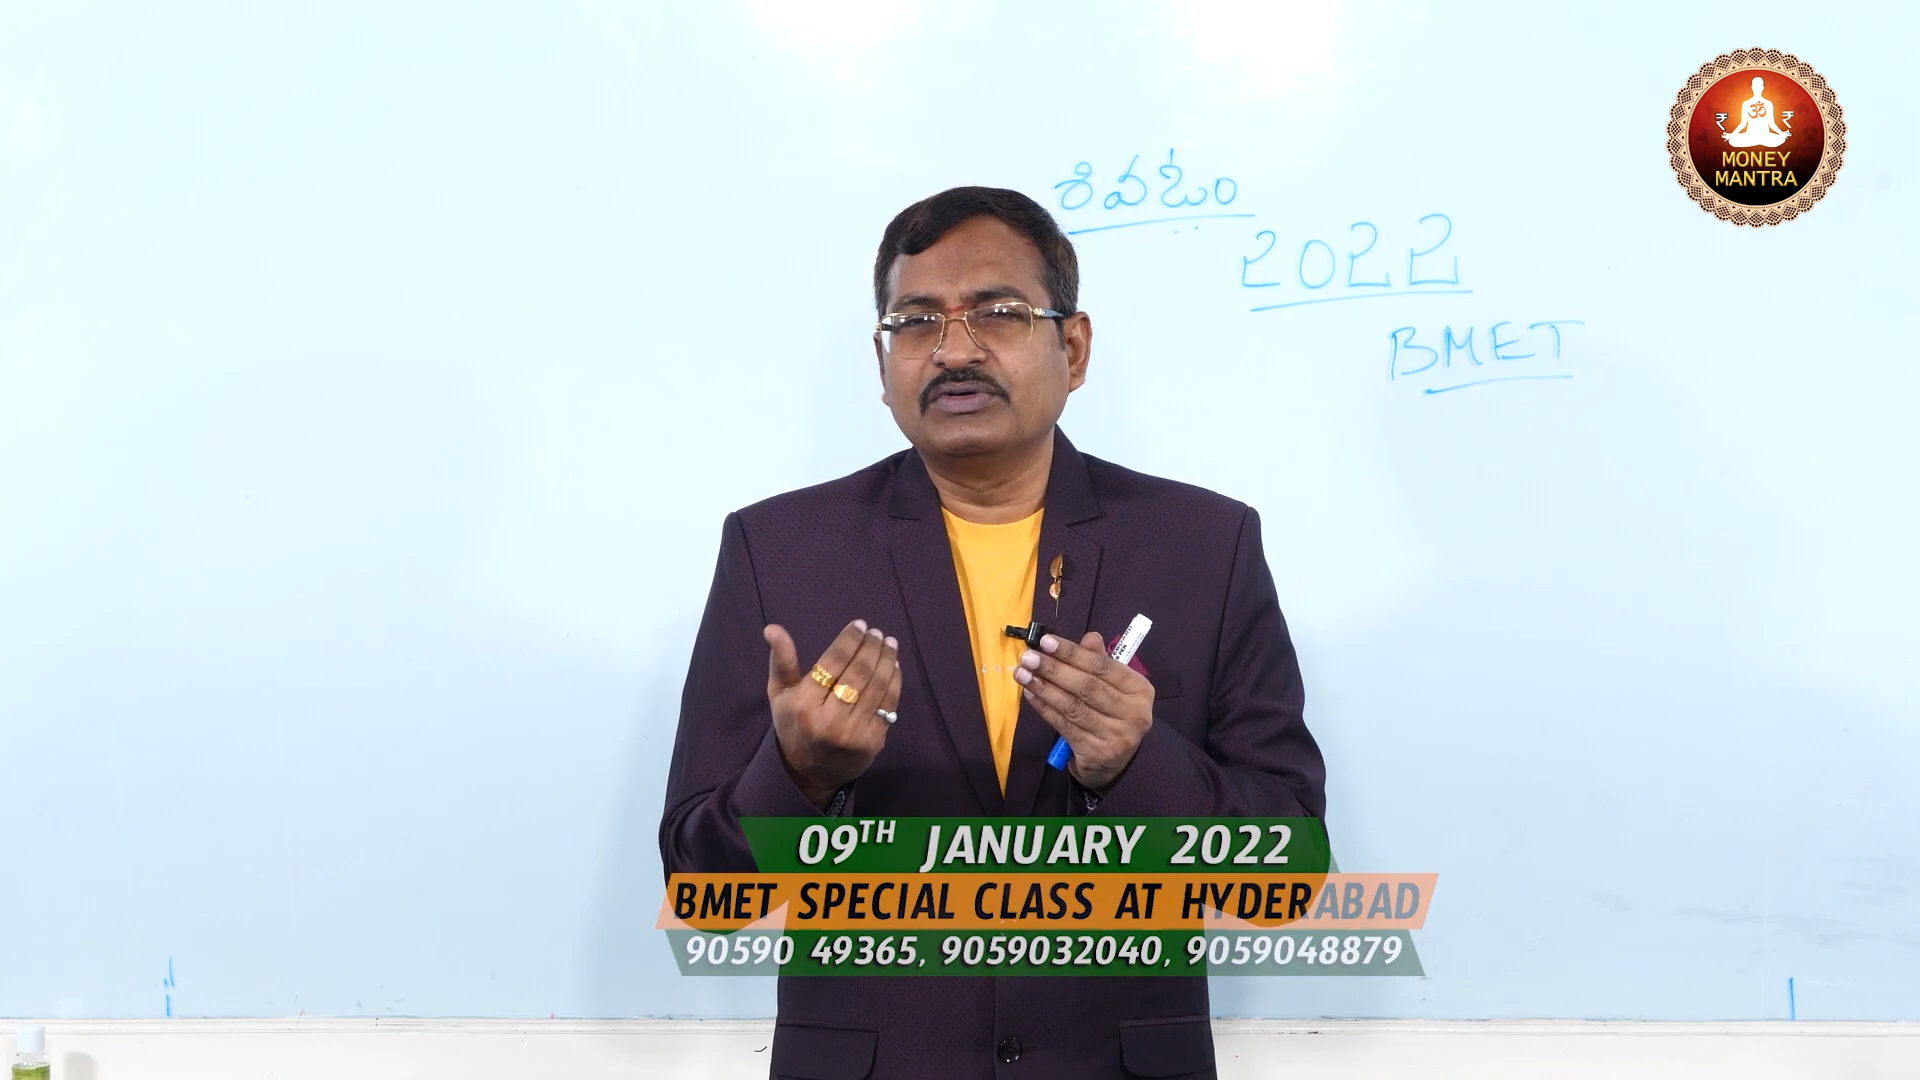 శివఓం
2022
BMET
₹ ॐ ₹
MONEY
MANTRA
09TH JANUARY 2022
BMET SPECIAL CLASS AT HYDERABAD
90590 49365, 9059032040, 9059048879